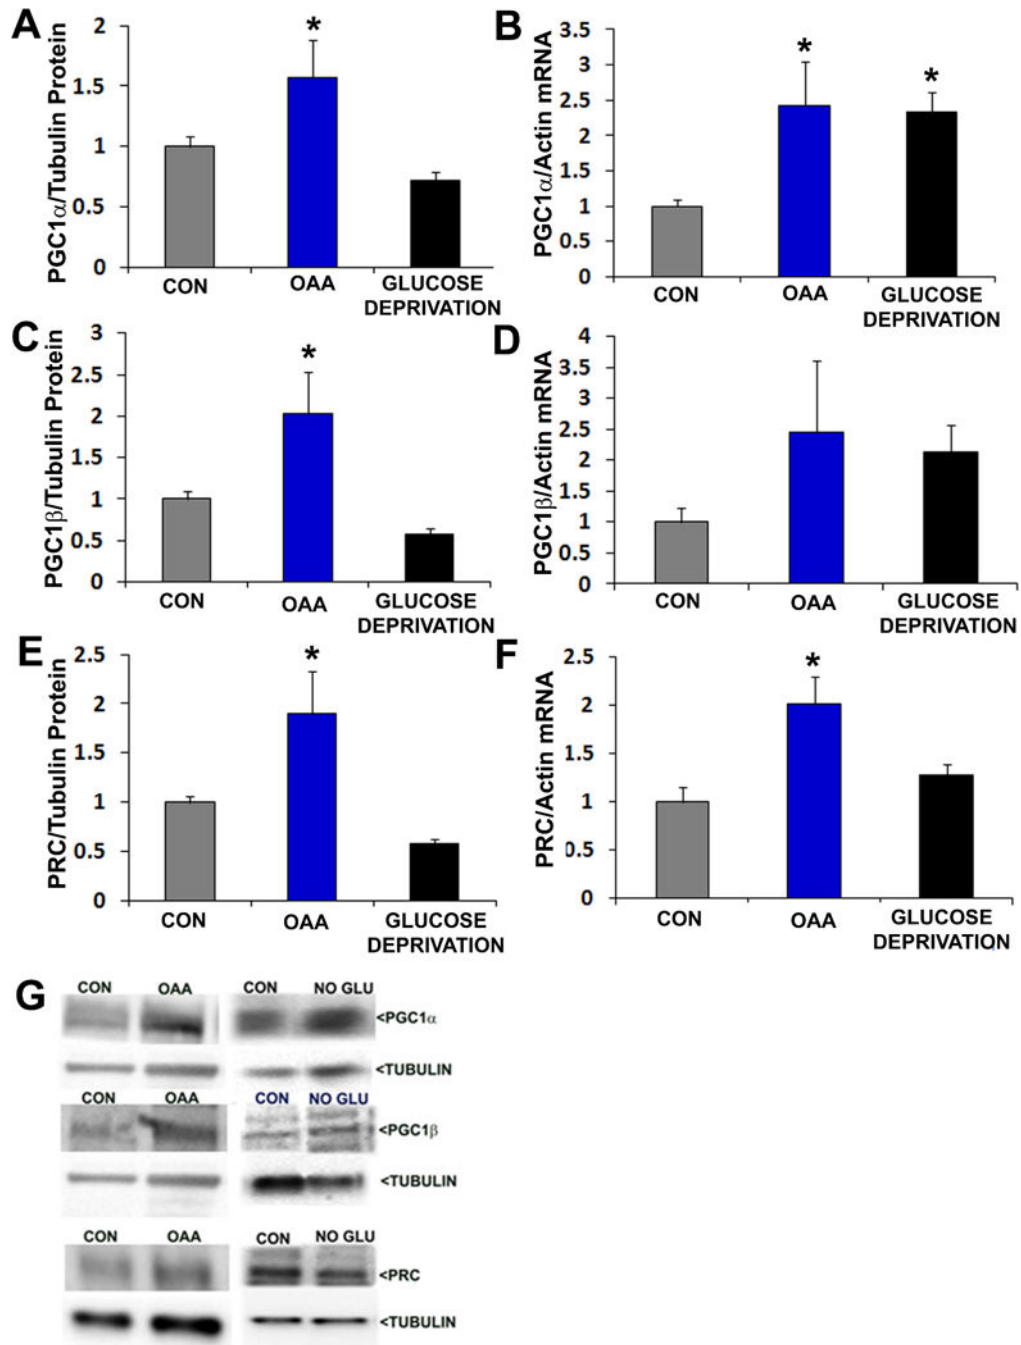 A
PGC1α/Tubulin Protein
2
1.5
1
0.5
0
*
CON
OAA
GLUCOSE
DEPRIVATION
B
PGC1α/Actin mRNA
3.5
3
2.5
2
1.5
1
0.5
0
*
*
CON
OAA
GLUCOSE
DEPRIVATION
C
PGC1β/Tubulin Protein
3
2.5
2
1.5
1
0.5
0
*
CON
OAA
GLUCOSE
DEPRIVATION
D
PGC1β/Actin mRNA
4
3.5
3
2.5
2
1.5
1
0.5
0
CON
OAA
GLUCOSE
DEPRIVATION
E
PRC/Tubulin Protein
2.5
2
1.5
1
0.5
0
*
CON
OAA
GLUCOSE
DEPRIVATION
F
PRC/Actin mRNA
2.5
2
1.5
1
0.5
0
*
CON
OAA
GLUCOSE
DEPRIVATION
G
CON OAA CON NO GLU
<PGC1α
<TUBULIN
CON OAA CON NO GLU
<PGC1β
<TUBULIN
CON OAA CON NO GLU
<PRC
<TUBULIN